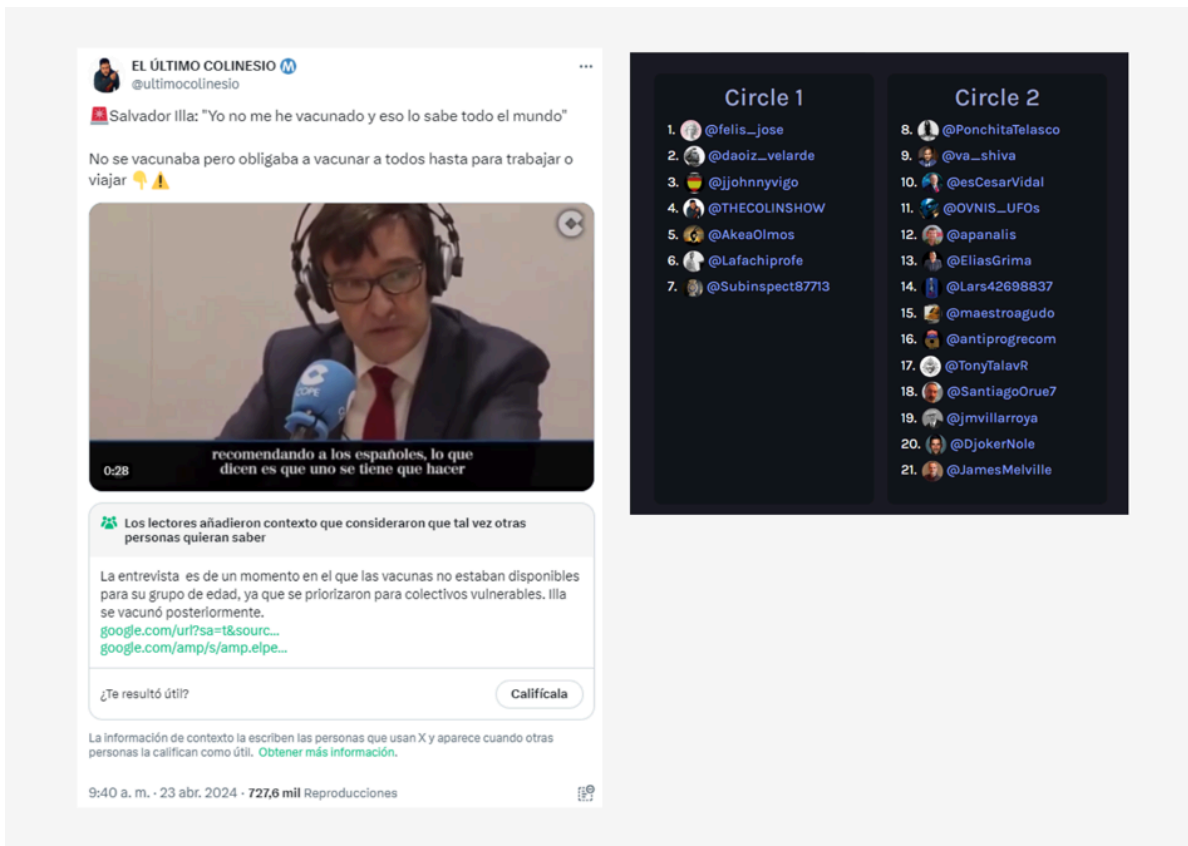 EL ÚLTIMO COLINESIO
@ultimocolinesio
🚨Salvador Illa: "Yo no me he vacunado y eso lo sabe todo el mundo"
No se vacunaba pero obligaba a vacunar a todos hasta para trabajar o
viajar 👇⚠️
COPE
recomendando a los españoles, lo que
dicen es que uno se tiene que hacer
0:28
Los lectores añadieron contexto que consideraron que tal vez otras
personas quieran saber
La entrevista es de un momento en el que las vacunas no estaban disponibles
para su grupo de edad, ya que se priorizaron para colectivos vulnerables. Illa
se vacunó posteriormente.
google.com/url?sa=t&sourc...
google.com/amp/s/amp.elpe...
¿Te resultó útil?
Califícala
La información de contexto la escriben las personas que usan X y aparece cuando otras
personas la califican como útil. Obtener más información.
9:40 a. m. · 23 abr. 2024 · 727,6 mil Reproducciones
Circle 1
1. @felis_jose
2. @daoiz_velarde
3. @jjohnnyvigo
4. @THECOLINSHOW
5. @AkeaOlmos
6. @Lafachiprofe
7. @Subinspect87713
Circle 2
8. @PonchitaTelasco
9. @va_shiva
10. @esCesarVidal
11. @OVNIS_UFOs
12. @apanalis
13. @EliasGrima
14. @Lars42698837
15. @maestroagudo
16. @antiprogrecom
17. @TonyTalavR
18. @SantiagoOrue7
19. @jmvillarroya
20. @DjokerNole
21. @JamesMelville